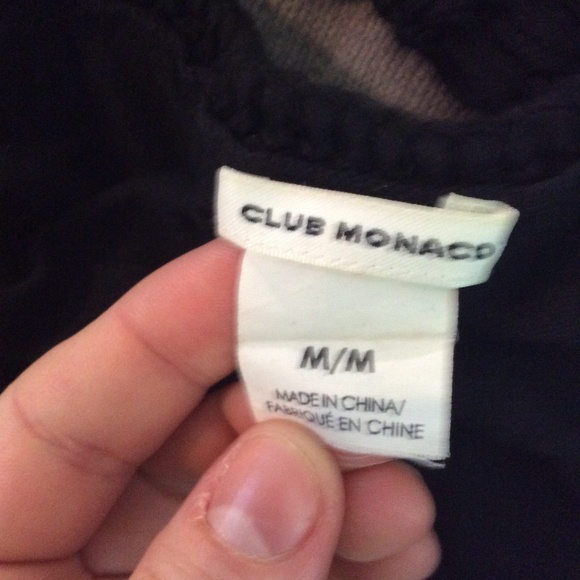 CLUB MONACO
M/M
MADE IN CHINA/
FABRIQUÉ EN CHINE